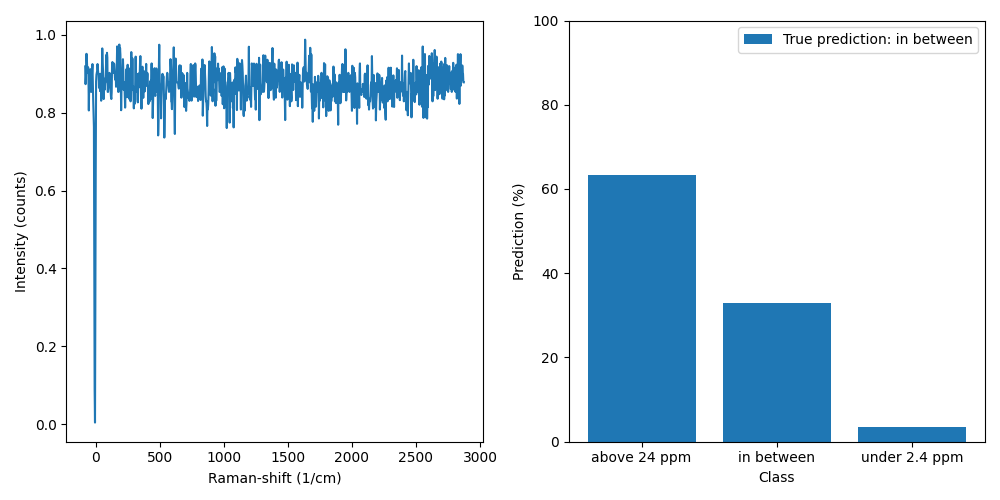 1.0
0.8
0.6
0.4
0.2
0.0
Intensity (counts)
0
500
1000
1500
2000
2500
3000
Raman-shift (1/cm)
100
80
60
40
20
0
Prediction (%)
True prediction: in between
above 24 ppm
in between
under 2.4 ppm
Class